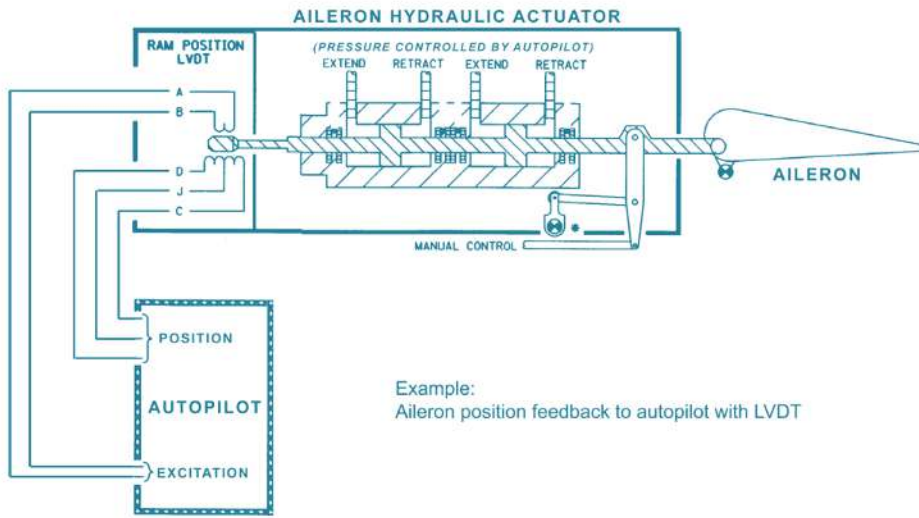 AILERON HYDRAULIC ACTUATOR
RAM POSITION
LVDT
(PRESSURE CONTROLLED BY AUTOPILOT)
EXTEND RETRACT EXTEND RETRACT
A
B
D
J
C
AILERON
MANUAL CONTROL
POSITION
AUTOPILOT
EXCITATION
Example:
Aileron position feedback to autopilot with LVDT